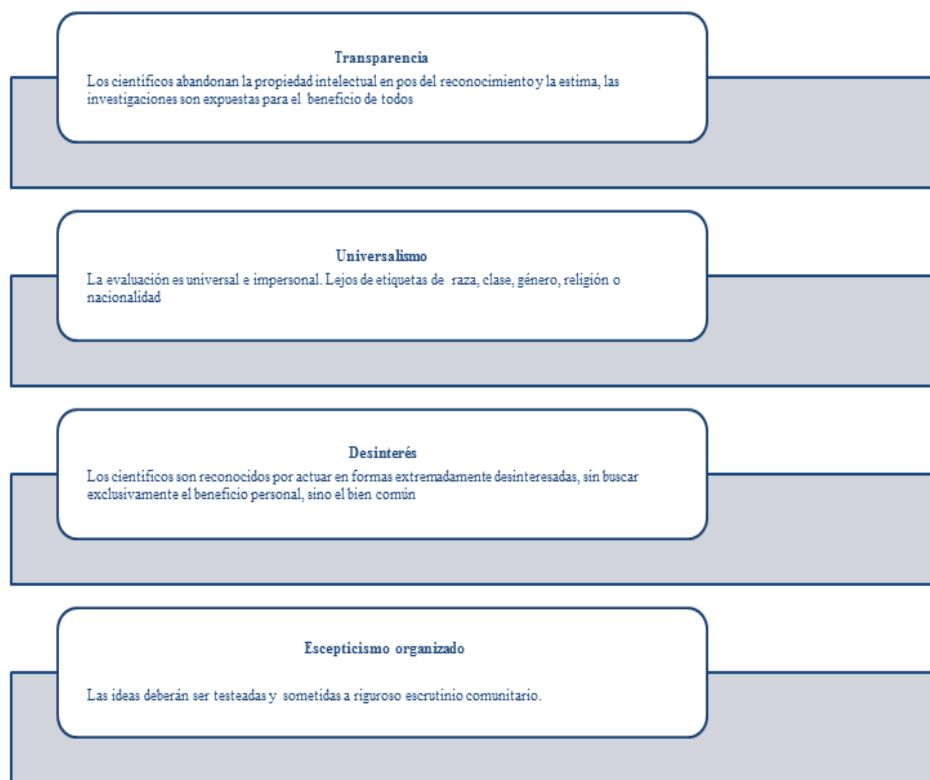 Transparencia
Los científicos abandonan la propiedad intelectual en pos del reconocimiento y la estima, las
investigaciones son expuestas para el beneficio de todos
Universalismo
La evaluación es universal e impersonal. Lejos de etiquetas de raza, clase, género, religión o
nacionalidad
Desinterés
Los científicos son reconocidos por actuar en formas extremadamente desinteresadas, sin buscar
exclusivamente el beneficio personal, sino el bien común
Escepticismo organizado
Las ideas deberán ser testeadas y sometidas a riguroso escrutinio comunitario.